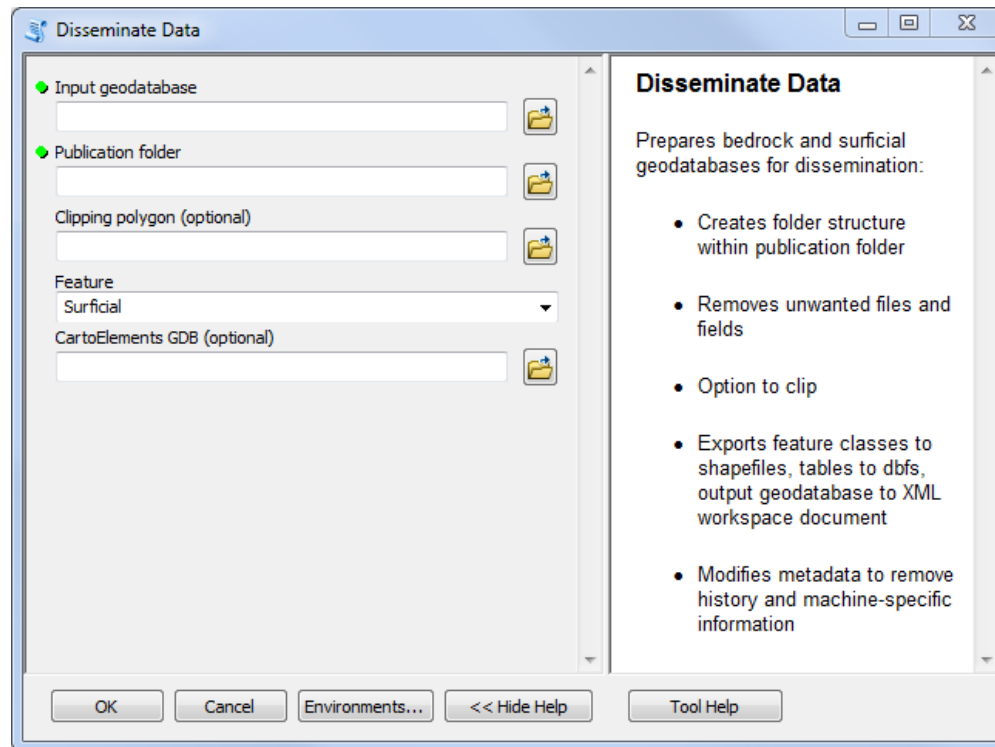 Disseminate Data
Input geodatabase
Publication folder
Clipping polygon (optional)
Feature
Surficial
CartoElements GDB (optional)
Disseminate Data
Prepares bedrock and surficial
geodatabases for dissemination:
• Creates folder structure
within publication folder
• Removes unwanted files and
fields
• Option to clip
• Exports feature classes to
shapefiles, tables to dbfs,
output geodatabase to XML
workspace document
• Modifies metadata to remove
history and machine-specific
information
OK
Cancel
Environments...
<< Hide Help
Tool Help